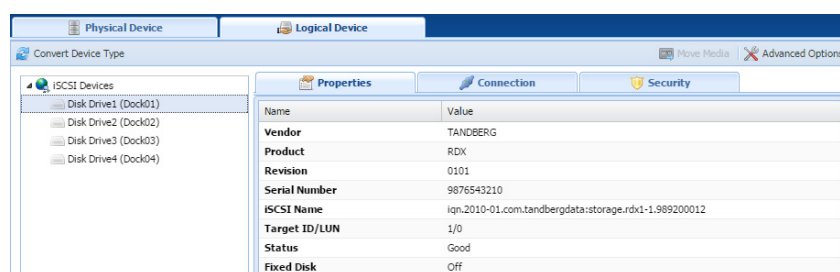 Physical Device Logical Device
Convert Device Type Move Media Advanced Options
iSCSI Devices
Disk Drive1 (Dock01)
Disk Drive2 (Dock02)
Disk Drive3 (Dock03)
Disk Drive4 (Dock04)
Properties Connection Security
Name Value
Vendor TANDBERG
Product RDX
Revision 0101
Serial Number 9876543210
iSCSI Name iqn.2010-01.com.tandbergdata:storage.rdx1-1.989200012
Target ID/LUN 1/0
Status Good
Fixed Disk Off